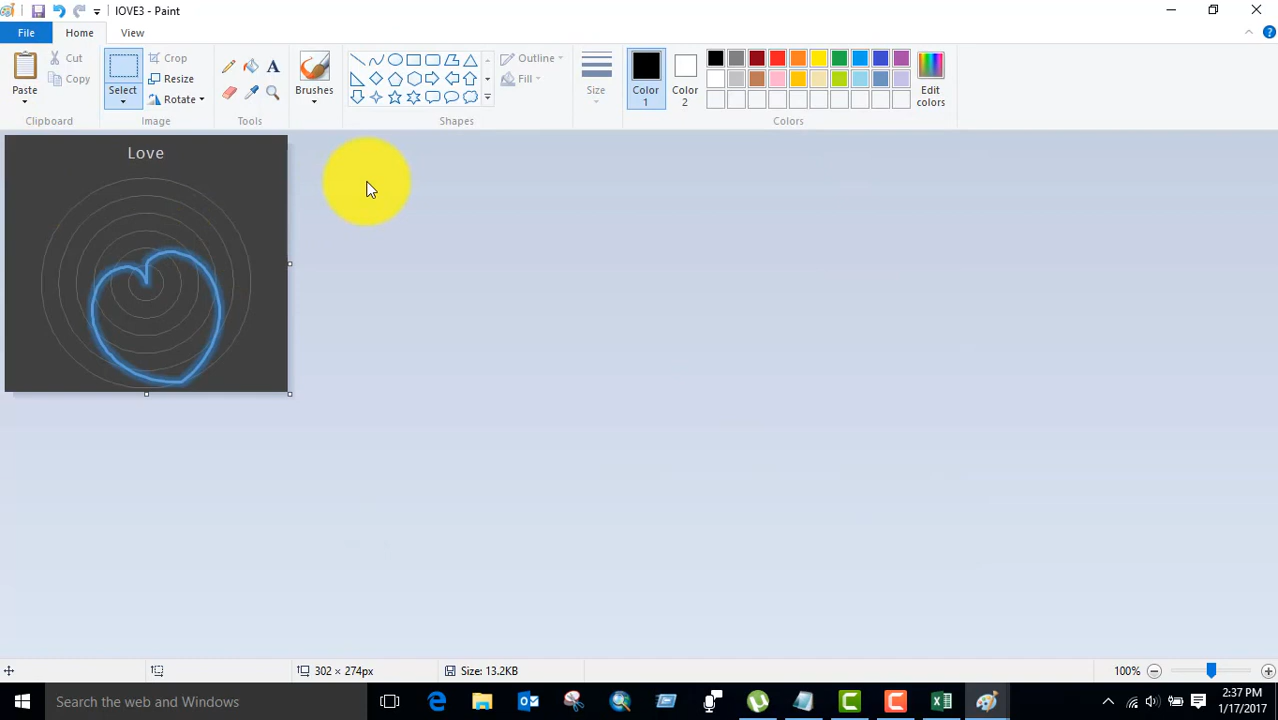 IOVE3 - Paint
File
Home
View
Paste
Cut
Copy
Clipboard
Select
Crop
Resize
Rotate
Image
Tools
Brushes
Outline
Fill
Shapes
Size
Color
1
Color
2
Edit
colors
Colors
Love
302 × 274px
Size: 13.2KB
100%
Search the web and Windows
2:37 PM
1/17/2017